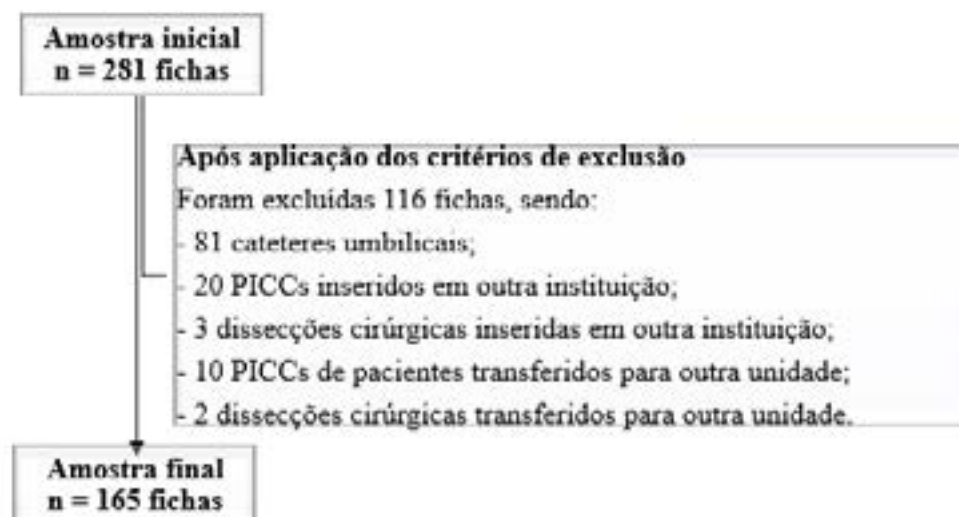 Amostra inicial
n = 281 fichas
Após aplicação dos critérios de exclusão
Foram excluídas 116 fichas, sendo:
- 81 cateteres umbilicais;
- 20 PICCs inseridos em outra instituição;
- 3 dissecções cirúrgicas inseridas em outra instituição;
- 10 PICCs de pacientes transferidos para outra unidade;
- 2 dissecções cirúrgicas transferidos para outra unidade.
Amostra final
n = 165 fichas